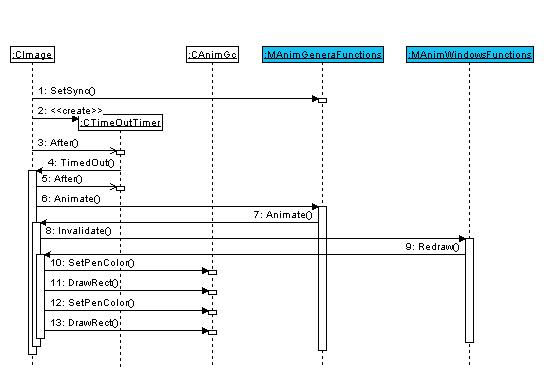 :CImage
:CAnimGc
:MAnimGeneraFunctions
:MAnimWindowsFunctions
1: SetSync()
2: <<create>>
:CTimeOutTimer
3: After()
4: TimedOut()
5: After()
6: Animate()
7: Animate()
8: Invalidate()
9: Redraw()
10: SetPenColor()
11: DrawRect()
12: SetPenColor()
13: DrawRect()